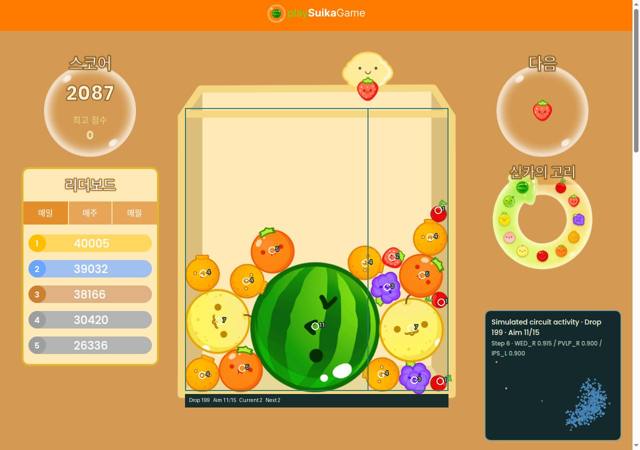 playSuikaGame
스코어
2087
최고 점수
0
리더보드
매일 매주 매월
1 40005
2 39032
3 38166
4 30420
5 26336
다음
신카의 고리
Simulated circuit activity · Drop
199 · Aim 11/15
Step 6 · WED_R 0.915 / PVLP_R 0.900 /
IPS_L 0.900
Drop 199 Aim 11/15 Current 2 Next 2